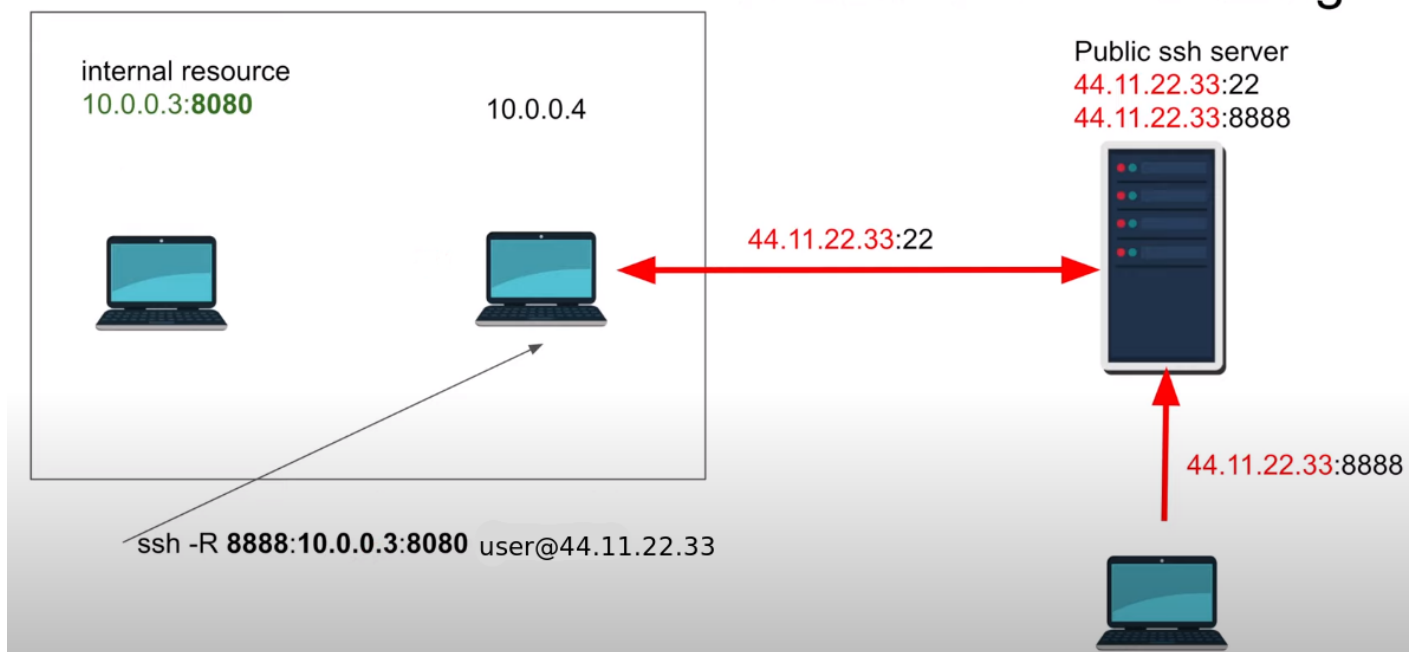 internal resource
10.0.0.3:8080
10.0.0.4
Public ssh server
44.11.22.33:22
44.11.22.33:8888
44.11.22.33:22
44.11.22.33:8888
ssh -R 8888:10.0.0.3:8080 user@44.11.22.33